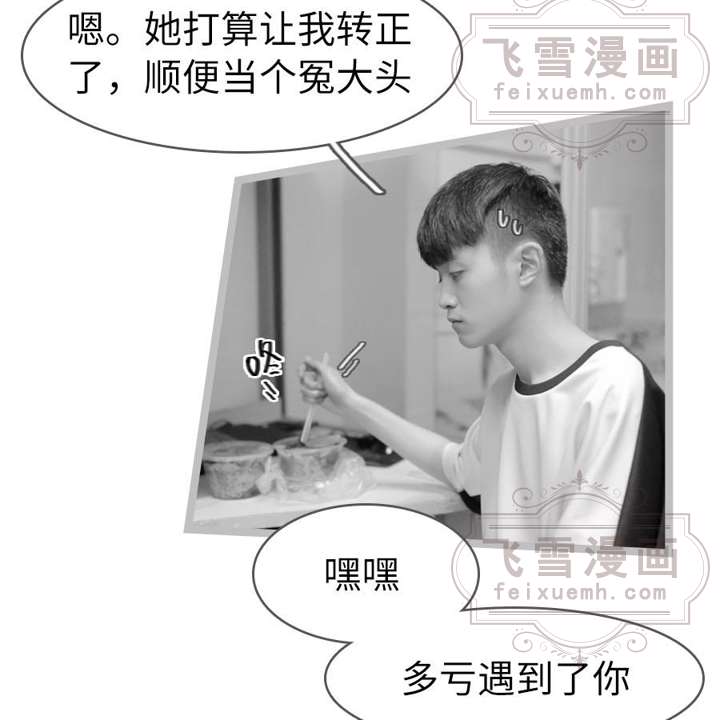 嗯。她打算让我转正
了，顺便当个冤大头
飞雪漫画
feixuemh.com
咚
嘿嘿
飞雪漫画
feixuemh.com
多亏遇到了你